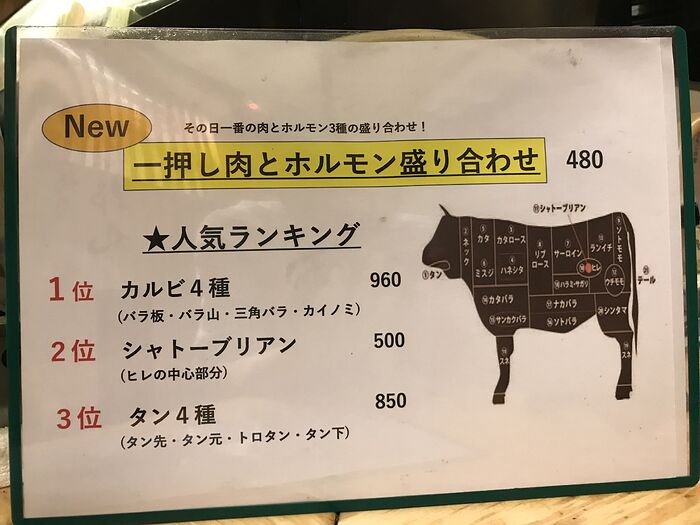 New
その日一番の肉とホルモン3種の盛り合わせ！
一押し肉とホルモン盛り合わせ 480
★人気ランキング
1位 カルビ４種 960
(バラ板・バラ山・三角バラ・カイノミ)
2位 シャトーブリアン 500
(ヒレの中心部分)
3位 タン４種 850
(タン先・タン元・トロタン・タン下)
シャトーブリアン
①タン
②ネック
カタ
カタロース
リブロース
サーロイン
ランイチ
ソトモモ
ミスジ
ハネシタ
ヒレ
ハラミ・サガリ
ウチモモ
テール
カタバラ
ナカバラ
サンカクバラ
ソトバラ
シンタマ
スネ
スネ